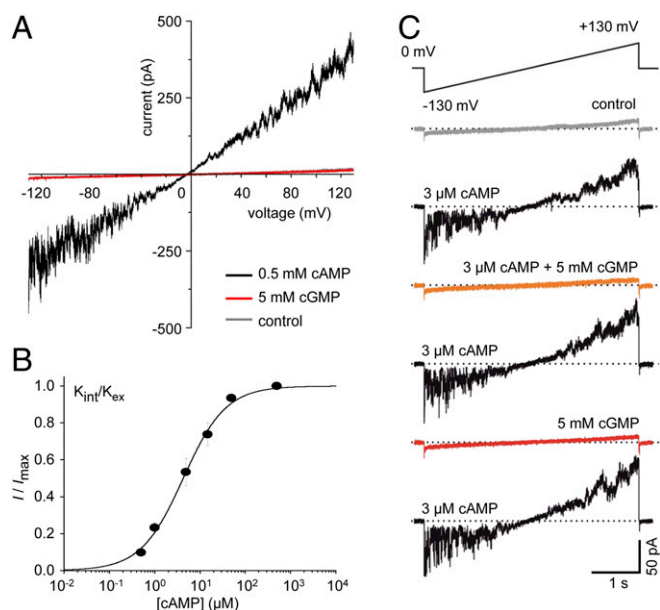 A
500
current (pA)
250
-120
-80
-40
0
40
80
120
voltage (mV)
-250
-500
0.5 mM cAMP
5 mM cGMP
control
B
1.0
0.8
0.6
0.4
0.2
0.0
I / Imax
Kint/Kex
10-2 10-1 100 101 102 103 104
[cAMP] (µM)
C
+130 mV
0 mV
-130 mV
control
3 µM cAMP
3 µM cAMP + 5 mM cGMP
3 µM cAMP
5 mM cGMP
3 µM cAMP
50 pA
1 s